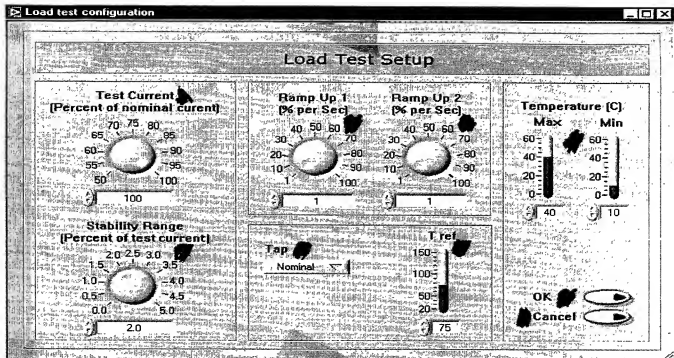 Load test configuration
Load Test Setup
Test Current
(Percent of nominal curent)
50 55 60 65 70 75 80 85 90 95 100
100
Ramp Up 1
(% per Sec)
1 10 20 30 40 50 60 70 80 90 100
1
Ramp Up 2
(% per Sec)
1 10 20 30 40 50 60 70 80 90 100
1
Temperature (C)
Max
60
40
20
0
40
Min
60
40
20
0
10
Stability Range
(Percent of test current)
0.0 0.5 1.0 1.5 2.0 2.5 3.0 3.5 4.0 4.5 5.0
2.0
Tap
Nominal
T ref
150
100
50
20
75
OK
Cancel